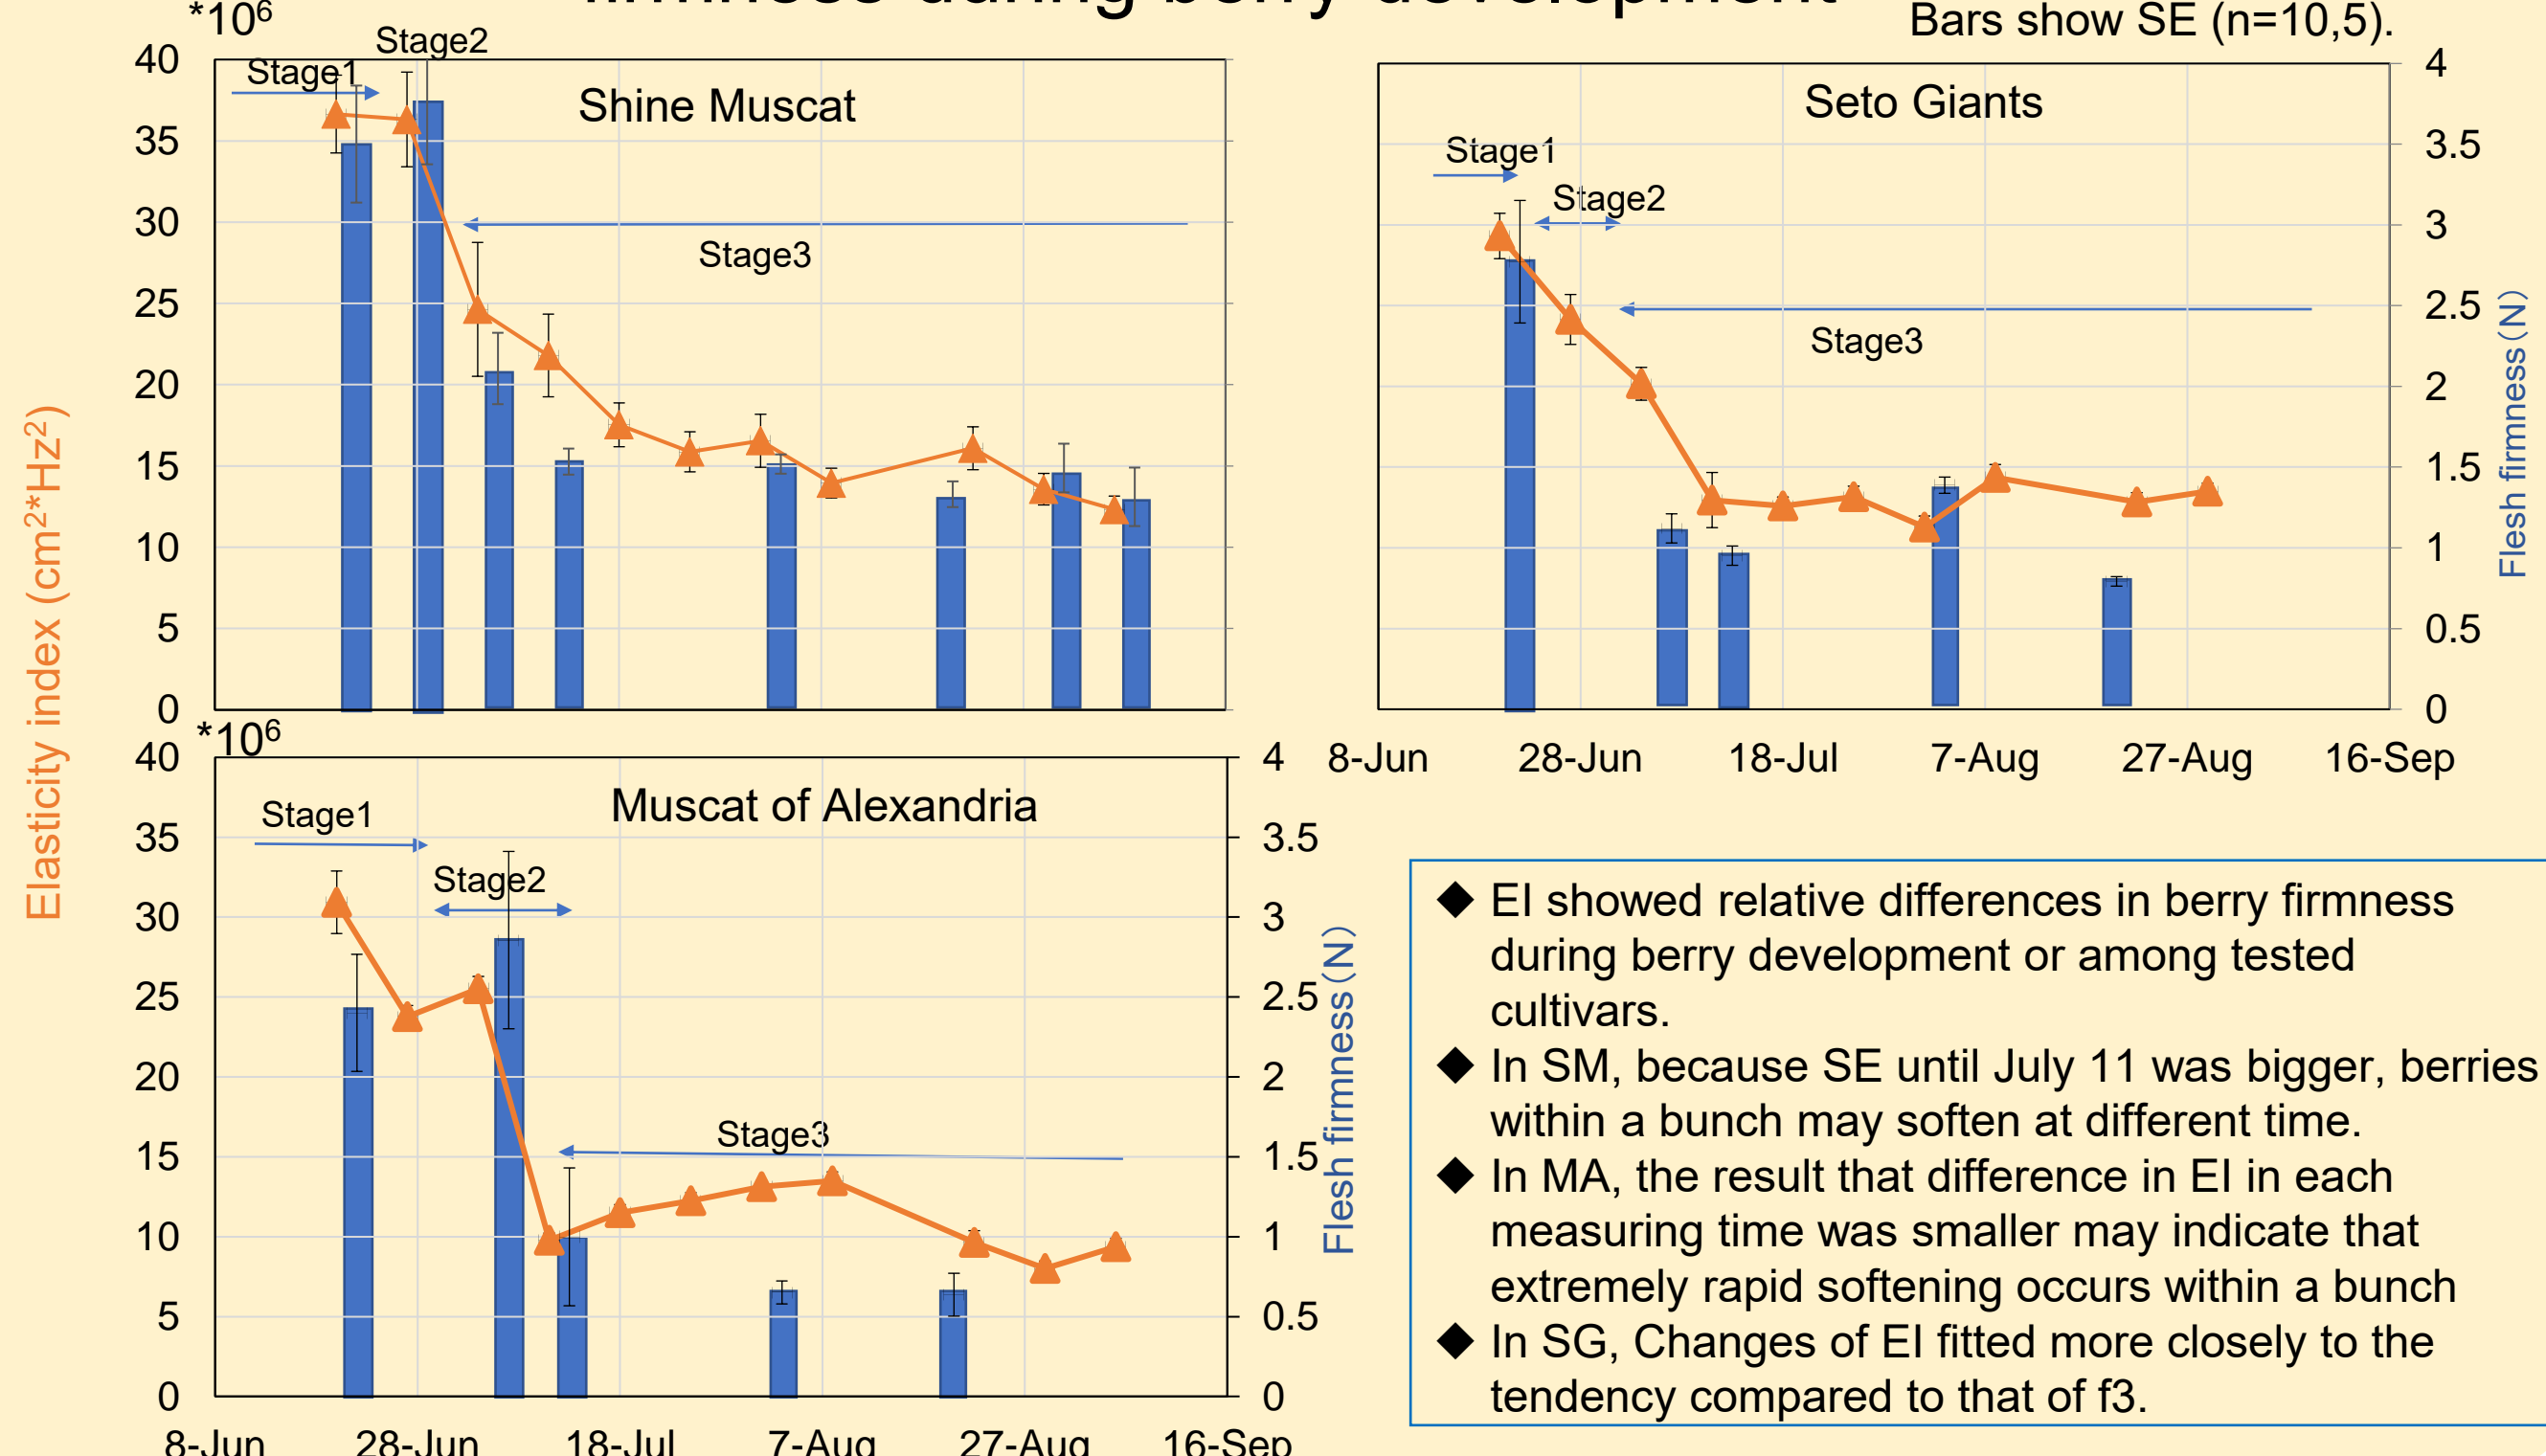 firmness during berry development
Bars show SE (n=10,5).
*10⁶
Stage1
Stage2
Shine Muscat
Stage3
40
35
30
25
20
15
10
5
0
Seto Giants
Stage1
Stage2
Stage3
4
3.5
3
2.5
2
1.5
1
0.5
0
Flesh firmness(N)
8-Jun 28-Jun 18-Jul 7-Aug 27-Aug 16-Sep
Elasticity index (cm²*Hz²)
*10⁶
Muscat of Alexandria
Stage1
Stage2
Stage3
40
35
30
25
20
15
10
5
0
4
3.5
3
2.5
2
1.5
1
0.5
0
Flesh firmness(N)
8-Jun 28-Jun 18-Jul 7-Aug 27-Aug 16-Sep
◆ EI showed relative differences in berry firmness
during berry development or among tested
cultivars.
◆ In SM, because SE until July 11 was bigger, berries
within a bunch may soften at different time.
◆ In MA, the result that difference in EI in each
measuring time was smaller may indicate that
extremely rapid softening occurs within a bunch
◆ In SG, Changes of EI fitted more closely to the
tendency compared to that of f3.